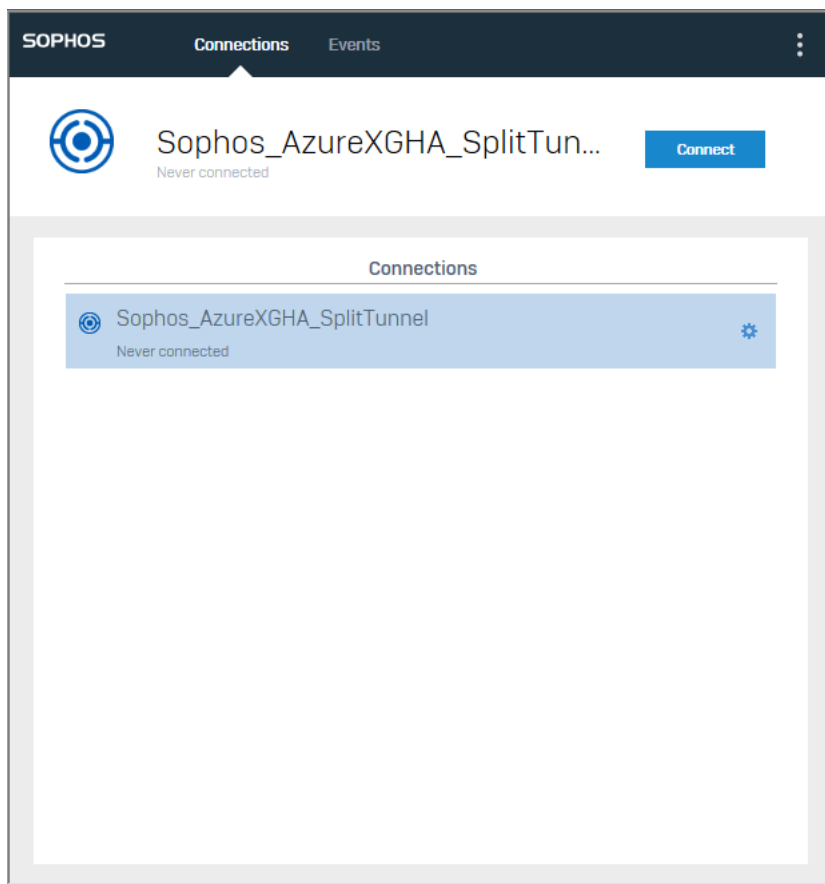 SOPHOS
Connections Events
Sophos_AzureXGHA_SplitTun...
Never connected
Connect
Connections
Sophos_AzureXGHA_SplitTunnel
Never connected